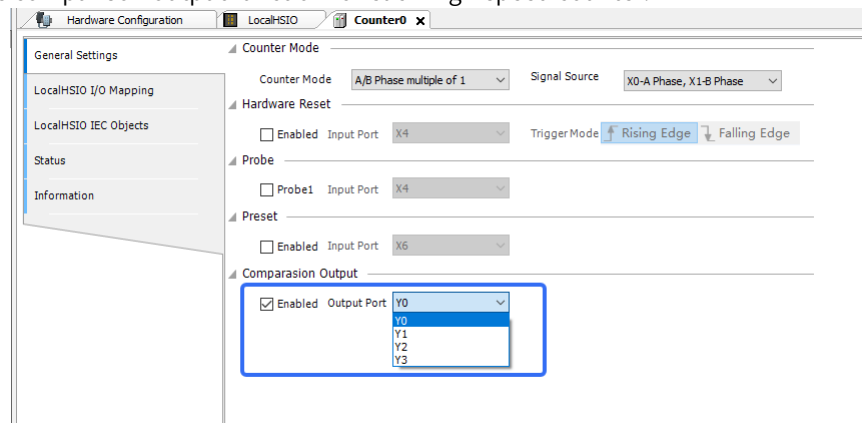 Hardware Configuration LocalHSIO Counter0 x
General Settings
LocalHSIO I/O Mapping
LocalHSIO IEC Objects
Status
Information
Counter Mode
Counter Mode A/B Phase multiple of 1 Signal Source X0-A Phase, X1-B Phase
Hardware Reset
Enabled Input Port X4 TriggerMode Rising Edge Falling Edge
Probe
Probe1 Input Port X4
Preset
Enabled Input Port X6
Comparasion Output
Enabled Output Port Y0
Y0
Y1
Y2
Y3